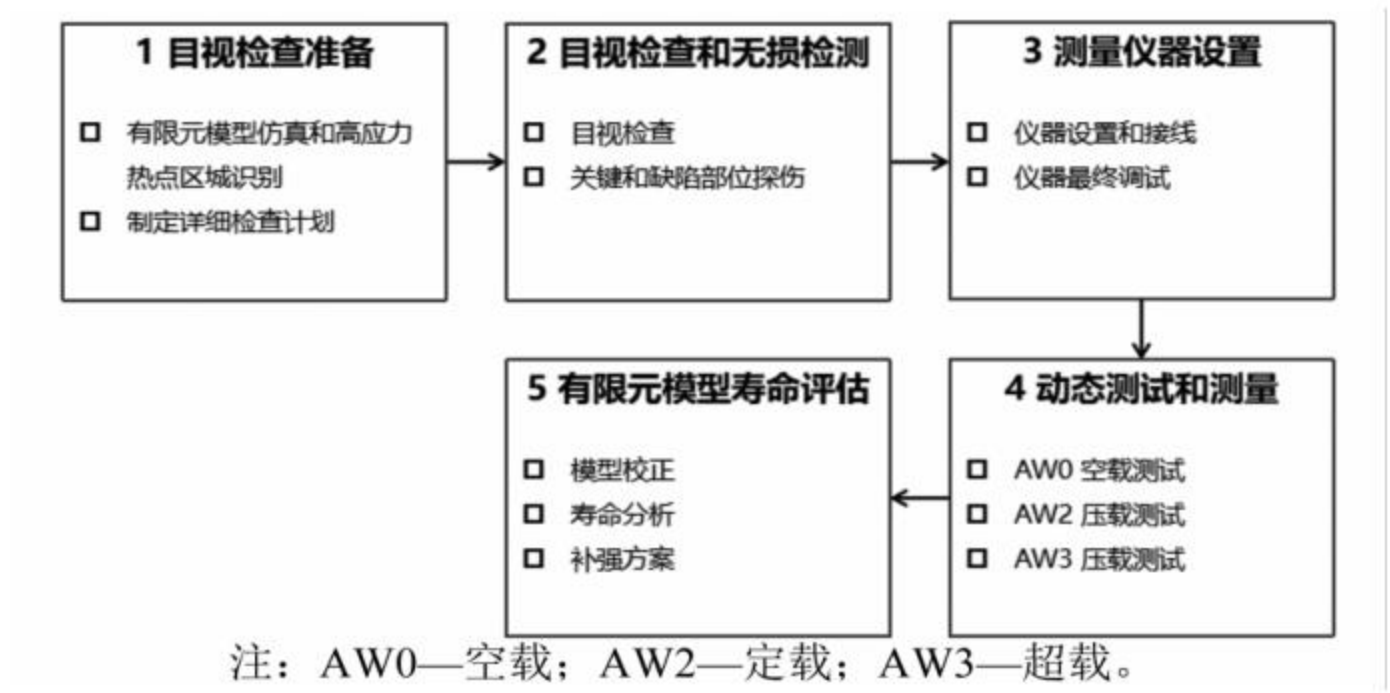 1 目视检查准备
有限元模型仿真和高应力
热点区城识别
制定详细检查计划
2 目视检查和无损检测
目视检查
关键和缺陷部位探伤
3 测量仪器设置
仪器设置和接线
仪器最终调试
4 动态测试和测量
AW0 空载测试
AW2 压载测试
AW3 压载测试
5 有限元模型寿命评估
模型校正
寿命分析
补强方案
注：AW0—空载；AW2—定载；AW3—超载。